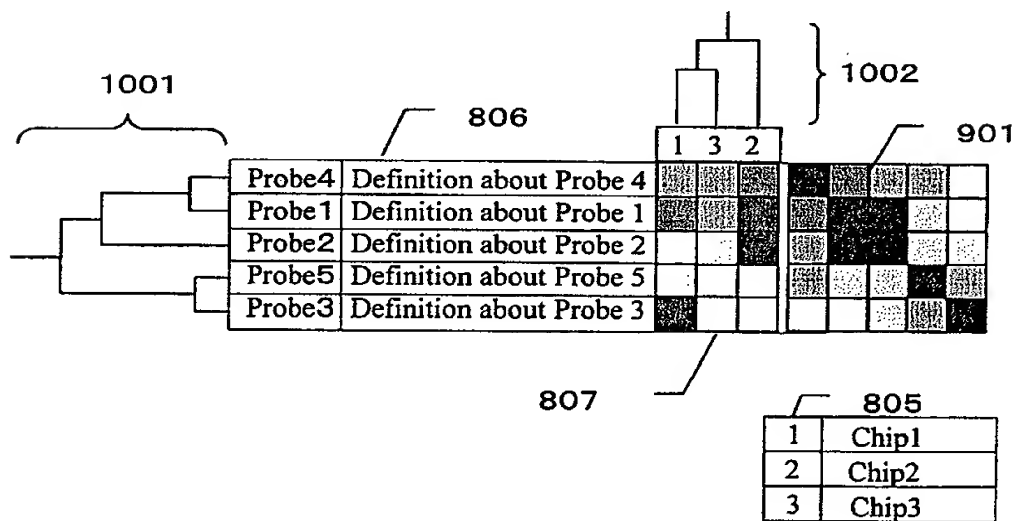 1002
1001
806
901
1 3 2
Probe4 Definition about Probe 4
Probe1 Definition about Probe 1
Probe2 Definition about Probe 2
Probe5 Definition about Probe 5
Probe3 Definition about Probe 3
807
805
1 Chip1
2 Chip2
3 Chip3